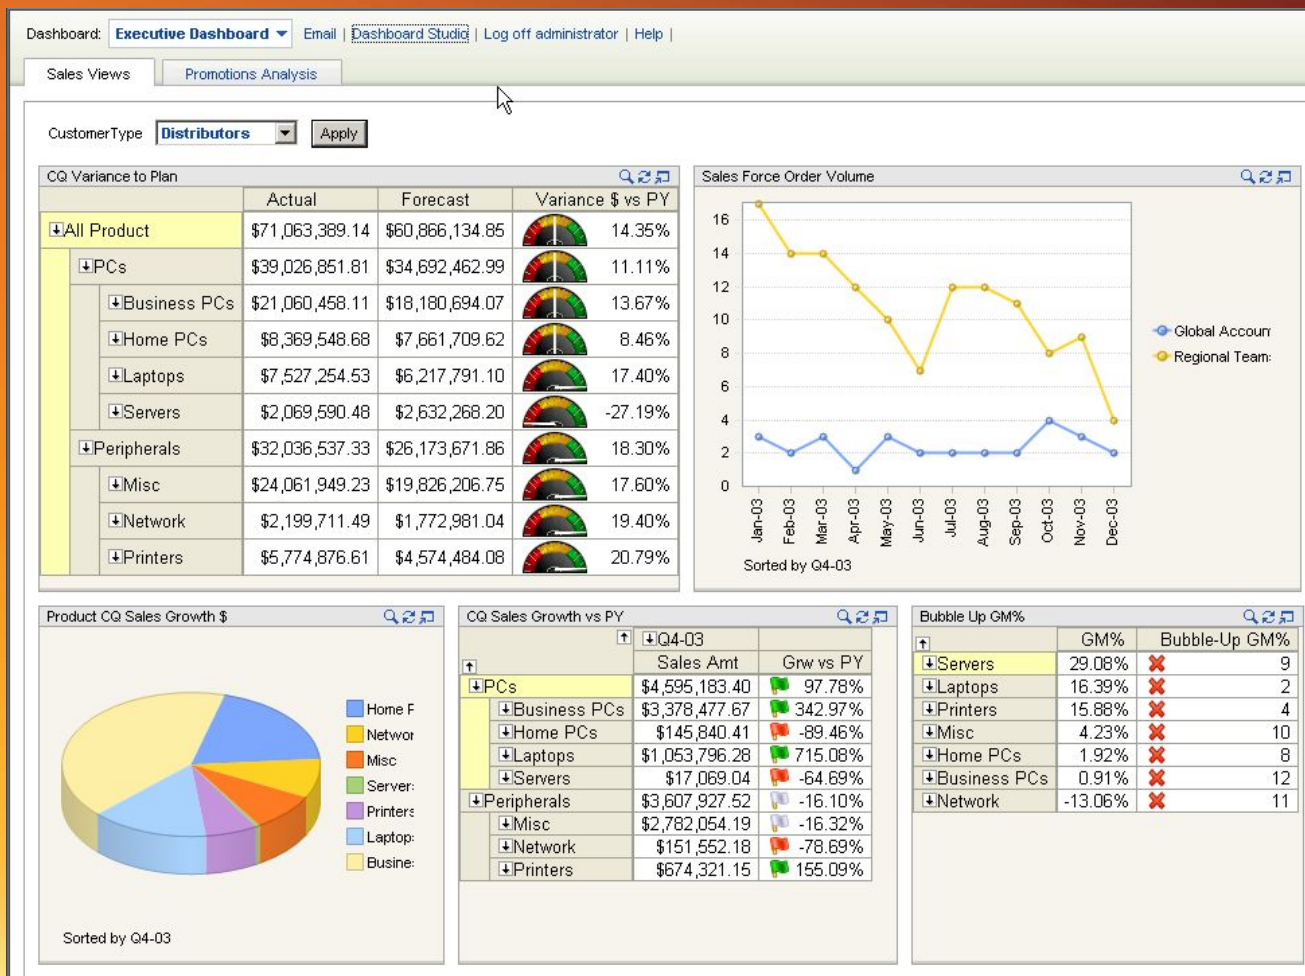 Dashboard: Executive Dashboard Email | Dashboard Studio | Log off administrator | Help |
Sales Views Promotions Analysis
CustomerType Distributors Apply
CQ Variance to Plan
Actual Forecast Variance $ vs PY
All Product $71,063,389.14 $60,866,134.85 14.35%
PCs $39,026,851.81 $34,692,462.99 11.11%
Business PCs $21,060,458.11 $18,180,694.07 13.67%
Home PCs $8,369,548.68 $7,661,709.62 8.46%
Laptops $7,527,254.53 $6,217,791.10 17.40%
Servers $2,069,590.48 $2,632,268.20 -27.19%
Peripherals $32,036,537.33 $26,173,671.86 18.30%
Misc $24,061,949.23 $19,826,206.75 17.60%
Network $2,199,711.49 $1,772,981.04 19.40%
Printers $5,774,876.61 $4,574,484.08 20.79%
Sales Force Order Volume
16
14
12
10
8
6
4
2
0
Jan-03 Feb-03 Mar-03 Apr-03 May-03 Jun-03 Jul-03 Aug-03 Sep-03 Oct-03 Nov-03 Dec-03
Global Accoun
Regional Team
Sorted by Q4-03
Product CQ Sales Growth $
Home F
Networ
Misc
Server
Printers
Laptop
Busine
Sorted by Q4-03
CQ Sales Growth vs PY
Q4-03
Sales Amt Grw vs PY
PCs $4,595,183.40 97.78%
Business PCs $3,378,477.67 342.97%
Home PCs $145,840.41 -89.46%
Laptops $1,053,796.28 715.08%
Servers $17,069.04 -64.69%
Peripherals $3,607,927.52 -16.10%
Misc $2,782,054.19 -16.32%
Network $151,552.18 -78.69%
Printers $674,321.15 155.09%
Bubble Up GM%
GM% Bubble-Up GM%
Servers 29.08% 9
Laptops 16.39% 2
Printers 15.88% 4
Misc 4.23% 10
Home PCs 1.92% 8
Business PCs 0.91% 12
Network -13.06% 11